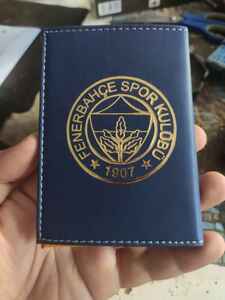 FENERBAHÇE SPOR KULÜBÜ
1907